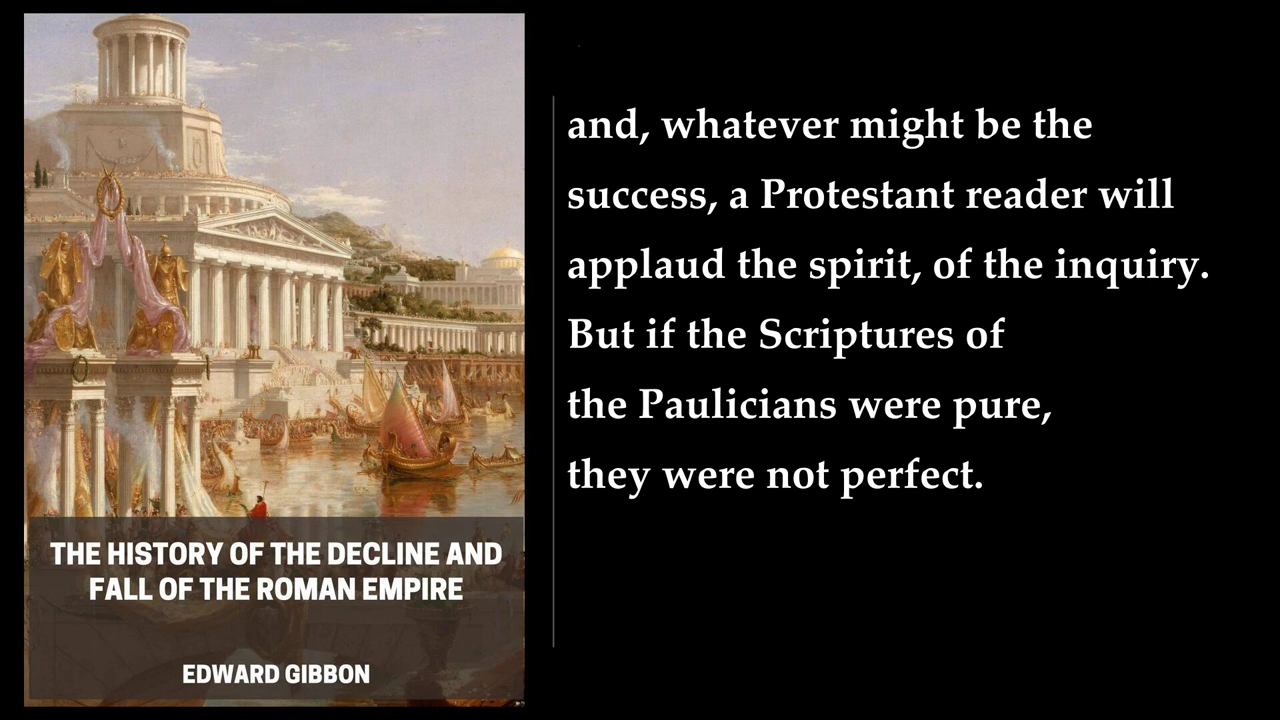 THE HISTORY OF THE DECLINE AND
FALL OF THE ROMAN EMPIRE
EDWARD GIBBON
and, whatever might be the
success, a Protestant reader will
applaud the spirit, of the inquiry.
But if the Scriptures of
the Paulicians were pure,
they were not perfect.